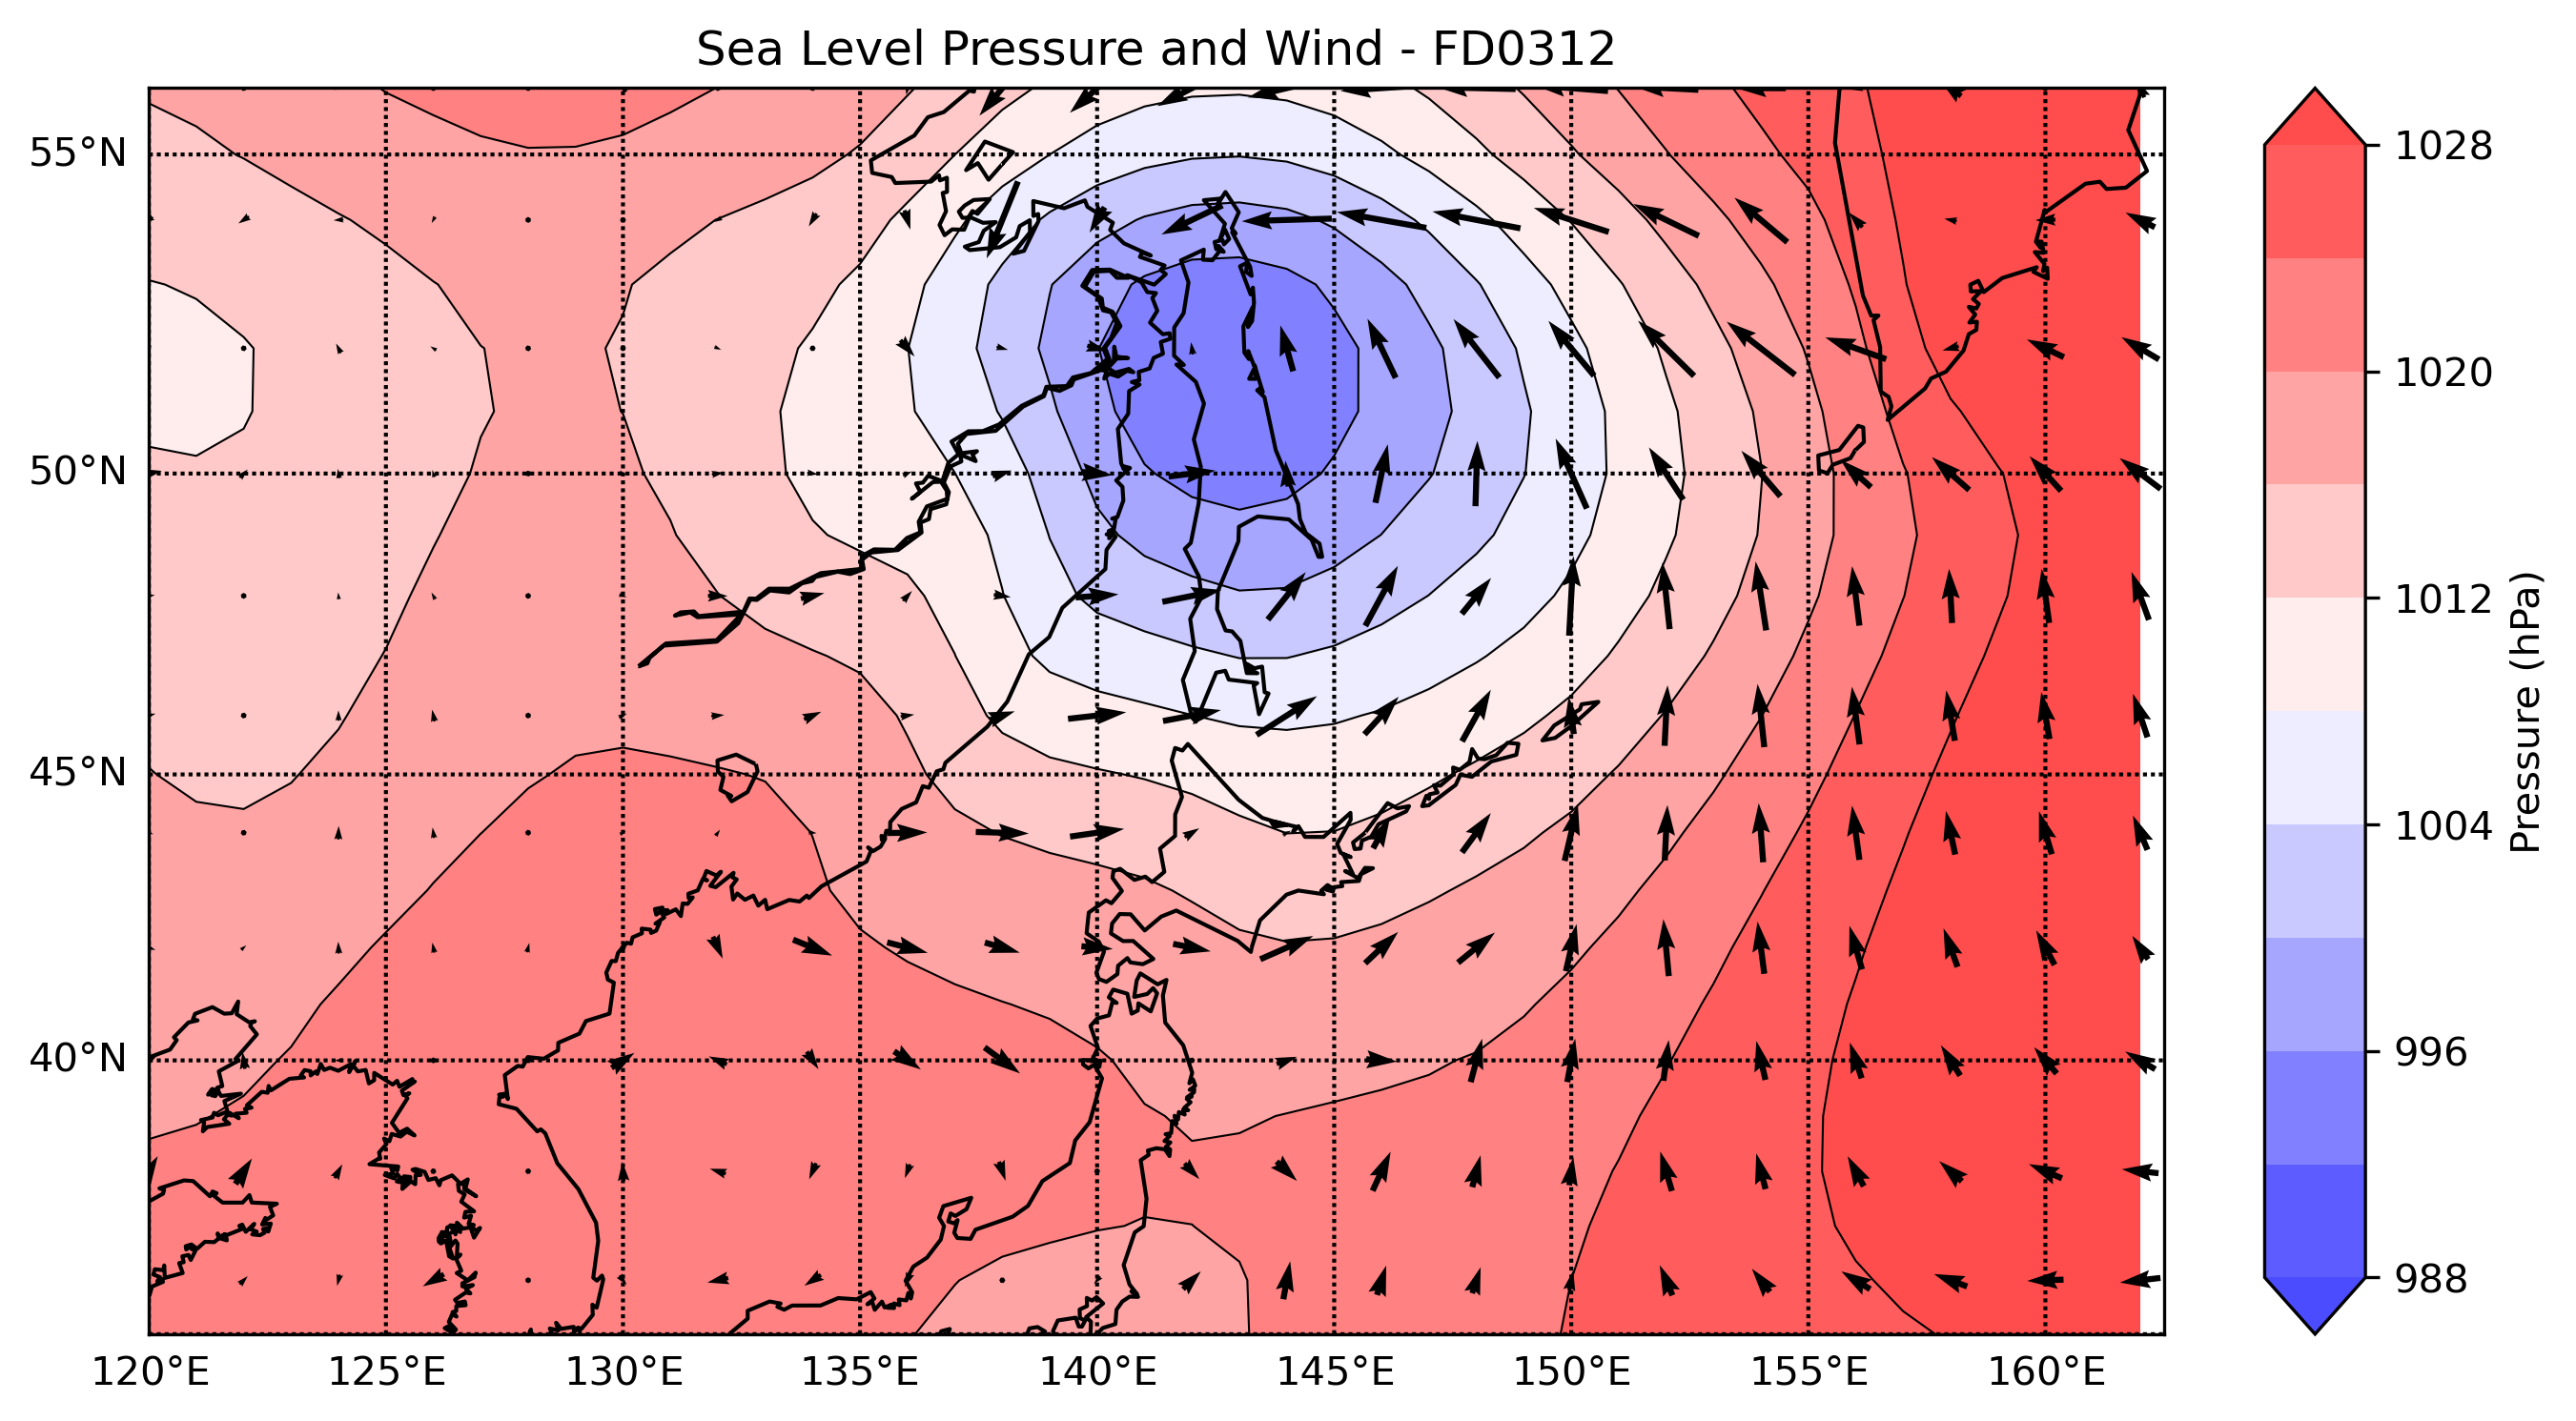 Sea Level Pressure and Wind - FD0312
55°N
50°N
45°N
40°N
120°E 125°E 130°E 135°E 140°E 145°E 150°E 155°E 160°E
1028
1020
1012
1004
996
988
Pressure (hPa)